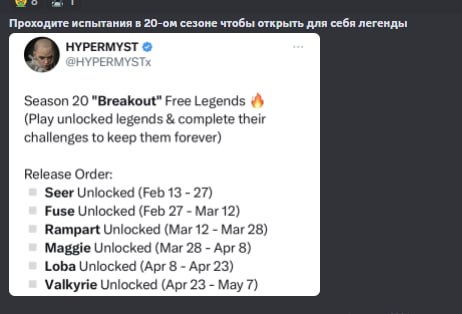 8 1
Проходите испытания в 20-ом сезоне чтобы открыть для себя легенды
HYPERMYST
@HYPERMYSTx
Season 20 "Breakout" Free Legends 🔥
(Play unlocked legends & complete their
challenges to keep them forever)
Release Order:
Seer Unlocked (Feb 13 - 27)
Fuse Unlocked (Feb 27 - Mar 12)
Rampart Unlocked (Mar 12 - Mar 28)
Maggie Unlocked (Mar 28 - Apr 8)
Loba Unlocked (Apr 8 - Apr 23)
Valkyrie Unlocked (Apr 23 - May 7)